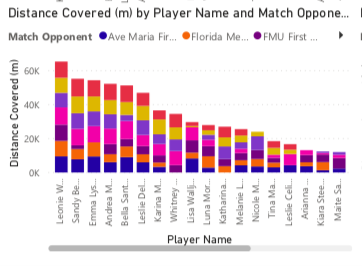 Distance Covered (m) by Player Name and Match Oppone...
Match Opponent Ave Maria Fir... Florida Me... FMU First ...
Distance Covered (m)
60K
40K
20K
0K
Leonie W...
Sandy Be...
Emma Lys...
Andrea M...
Bella Sant...
Leslie Del...
Karina M...
Whitney ...
Lisa Wallj...
Luna Mor...
Katharina...
Melanie L...
Nicole M...
Tina Ma...
Leslie Celi...
Arianna ...
Kiara Stee...
Maite Sa...
Player Name